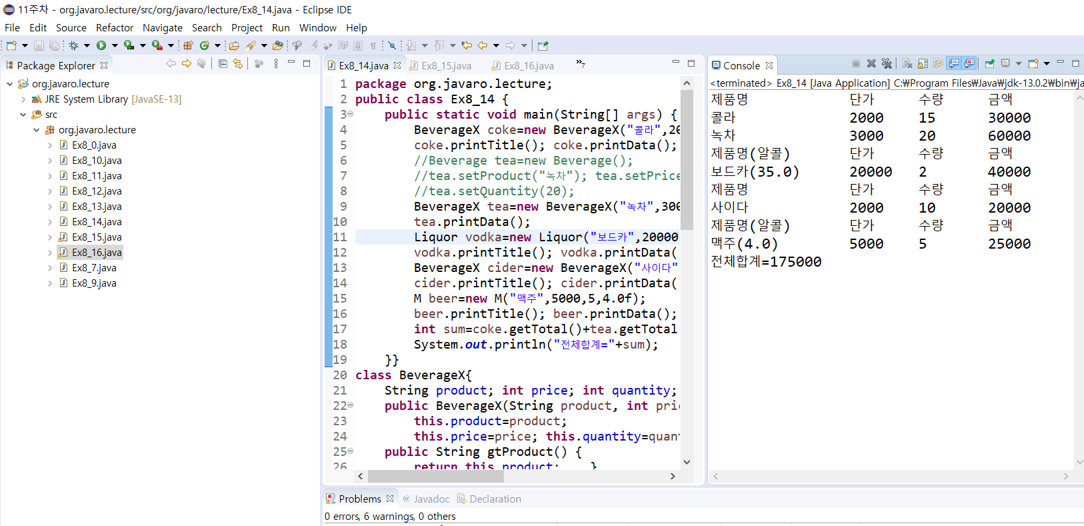 11주차 - org.javaro.lecture/src/org/javaro/lecture/Ex8_14.java - Eclipse IDE
File Edit Source Refactor Navigate Search Project Run Window Help
Package Explorer
org.javaro.lecture
JRE System Library [JavaSE-13]
src
org.javaro.lecture
Ex8_0.java
Ex8_10.java
Ex8_11.java
Ex8_12.java
Ex8_13.java
Ex8_14.java
Ex8_15.java
Ex8_16.java
Ex8_7.java
Ex8_9.java
Ex8_14.java Ex8_15.java Ex8_16.java »7
1 package org.javaro.lecture;
2 public class Ex8_14 {
3 public static void main(String[] args) {
4 BeverageX coke=new BeverageX("콜라",20
5 coke.printTitle(); coke.printData();
6 //Beverage tea=new Beverage();
7 //tea.setProduct("녹차"); tea.setPrice
8 //tea.setQuantity(20);
9 BeverageX tea=new BeverageX("녹차",300
10 tea.printData();
11 Liquor vodka=new Liquor("보드카",20000
12 vodka.printTitle(); vodka.printData(
13 BeverageX cider=new BeverageX("사이다"
14 cider.printTitle(); cider.printData(
15 M beer=new M("맥주",5000,5,4.0f);
16 beer.printTitle(); beer.printData();
17 int sum=coke.getTotal()+tea.getTotal
18 System.out.println("전체합계="+sum);
19 }}
20 class BeverageX{
21 String product; int price; int quantity;
22 public BeverageX(String product, int pric
23 this.product=product;
24 this.price=price; this.quantity=quant
25 public String gtProduct() {
26 return this.product; }
Console
<terminated> Ex8_14 [Java Application] C:₩Program Files₩Java₩jdk-13.0.2₩bin₩ja
제품명 단가 수량 금액
콜라 2000 15 30000
녹차 3000 20 60000
제품명(알콜) 단가 수량 금액
보드카(35.0) 20000 2 40000
제품명 단가 수량 금액
사이다 2000 10 20000
제품명(알콜) 단가 수량 금액
맥주(4.0) 5000 5 25000
전체합계=175000
Problems Javadoc Declaration
0 errors, 6 warnings, 0 others